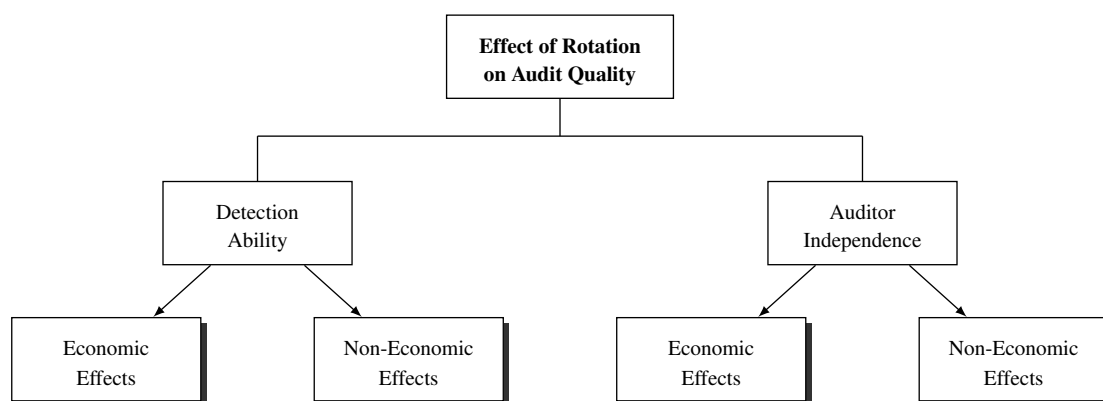 Effect of Rotation
on Audit Quality
Detection
Ability
Auditor
Independence
Economic
Effects
Non-Economic
Effects
Economic
Effects
Non-Economic
Effects